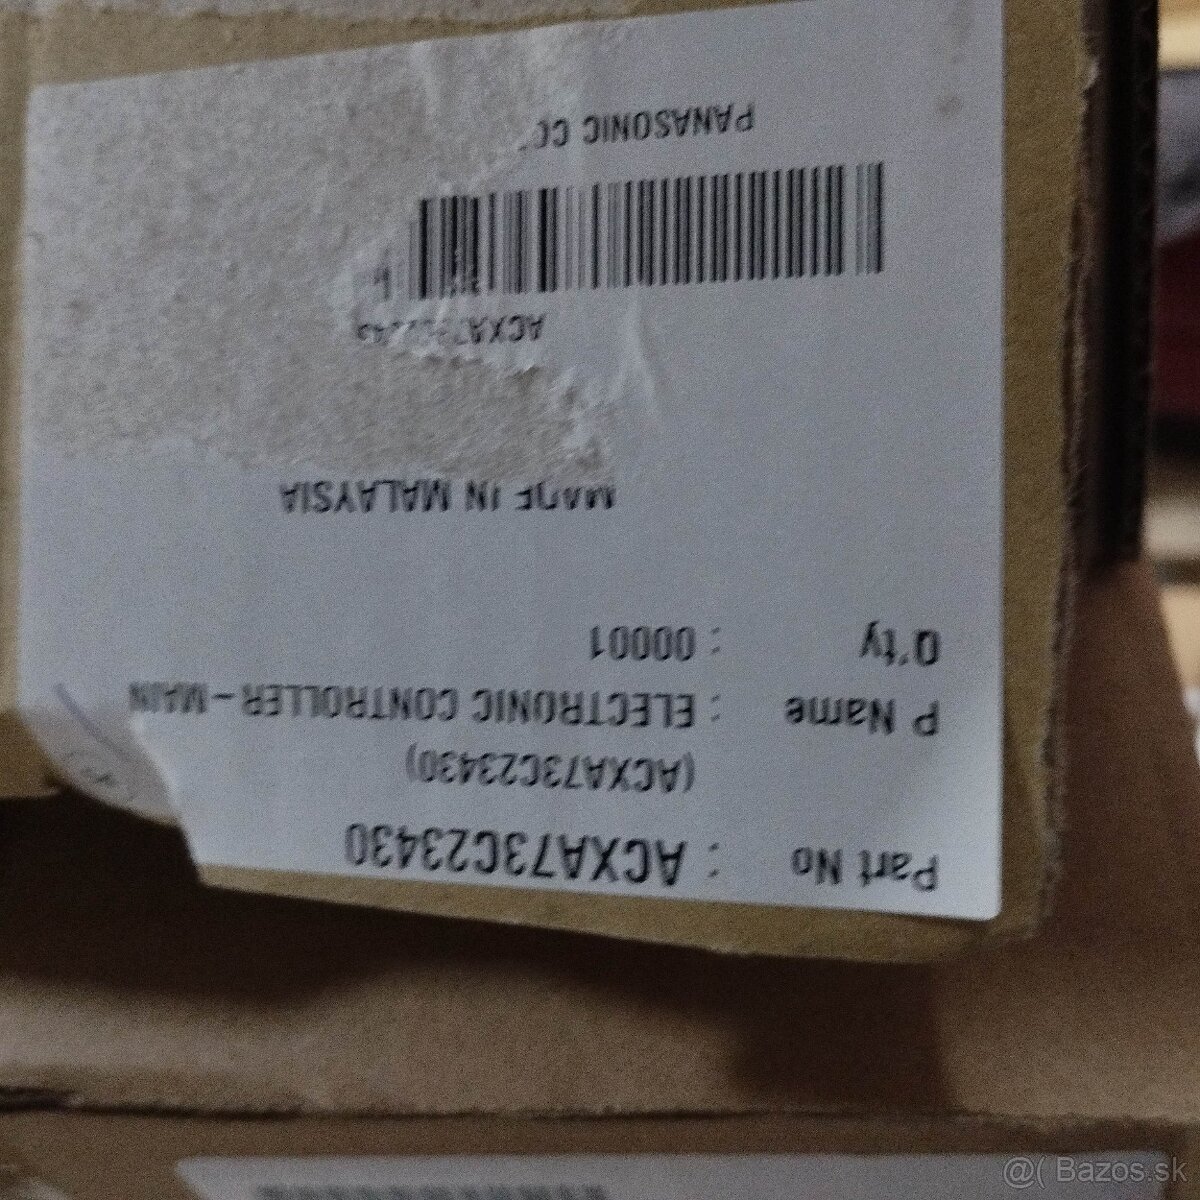 Part No : ACXA73C23430
(ACXA73C23430)
P Name : ELECTRONIC CONTROLLER-MAIN
Q'ty : 00001
MADE IN MALAYSIA
PANASONIC
@( Bazos.sk